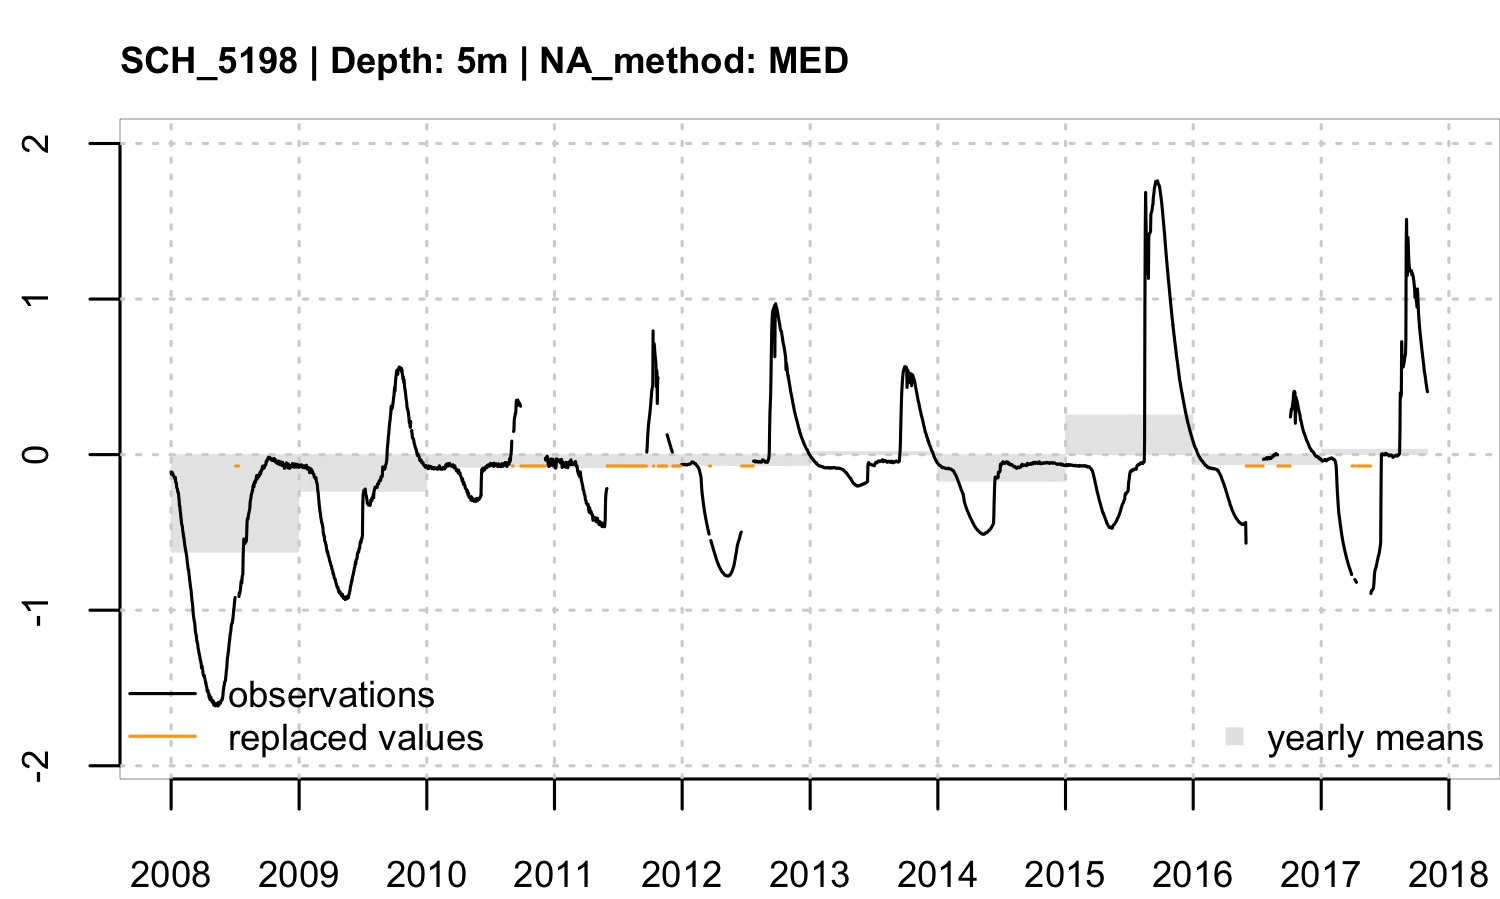 SCH_5198 | Depth: 5m | NA_method: MED
2
1
0
-1
-2
observations
replaced values
yearly means
2008 2009 2010 2011 2012 2013 2014 2015 2016 2017 2018